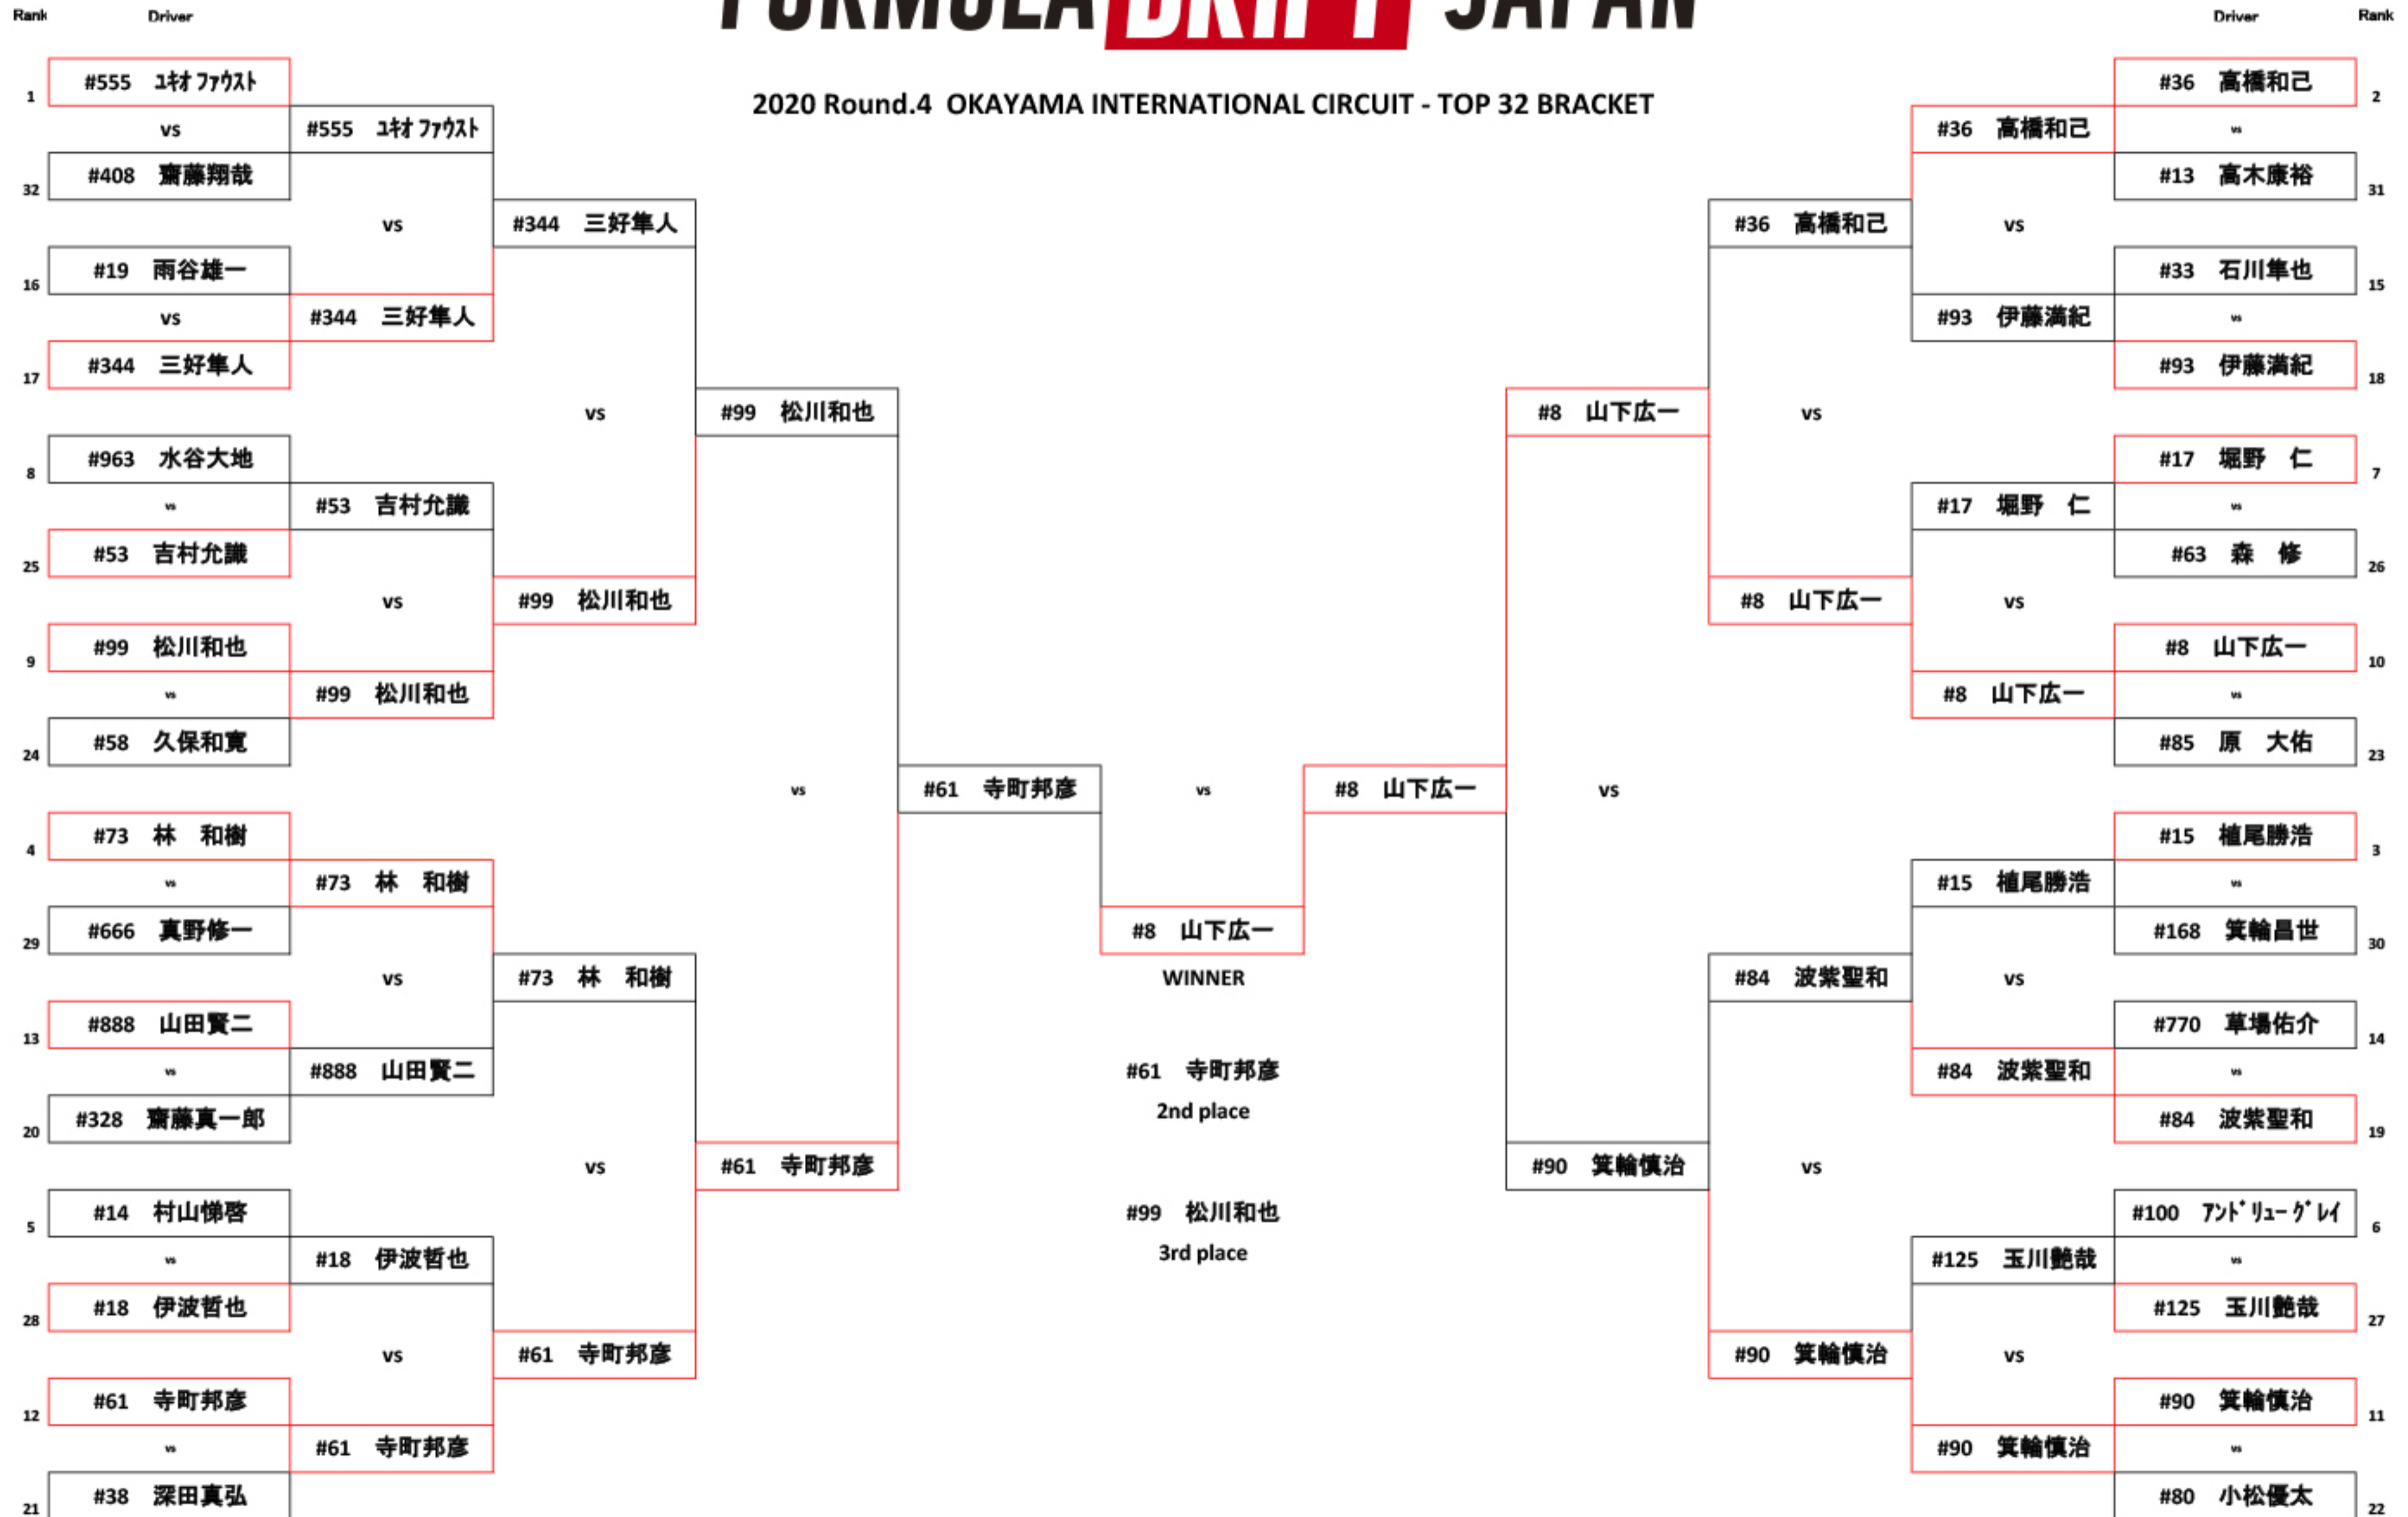 FORMULA DRIFT JAPAN
Rank Driver
Driver Rank
2020 Round.4 OKAYAMA INTERNATIONAL CIRCUIT - TOP 32 BRACKET
1 #555 ユキオ ファウスト
vs
32 #408 齋藤翔哉
16 #19 雨谷雄一
vs
17 #344 三好隼人
8 #963 水谷大地
vs
25 #53 吉村允識
9 #99 松川和也
vs
24 #58 久保和寛
4 #73 林　和樹
vs
29 #666 真野修一
13 #888 山田賢二
vs
20 #328 齋藤真一郎
5 #14 村山悌啓
vs
28 #18 伊波哲也
12 #61 寺町邦彦
vs
21 #38 深田真弘
#555 ユキオ ファウスト
vs
#344 三好隼人
#53 吉村允識
vs
#99 松川和也
#73 林　和樹
vs
#888 山田賢二
#18 伊波哲也
vs
#61 寺町邦彦
#344 三好隼人
vs
#99 松川和也
#73 林　和樹
vs
#61 寺町邦彦
#99 松川和也
vs
#61 寺町邦彦
#61 寺町邦彦
vs
#8 山下広一
#8 山下広一
WINNER
#61 寺町邦彦
2nd place
#99 松川和也
3rd place
#8 山下広一
vs
#90 箕輪慎治
#36 高橋和己
vs
#8 山下広一
#84 波紫聖和
vs
#90 箕輪慎治
#36 高橋和己
vs
#93 伊藤満紀
#17 堀野　仁
vs
#8 山下広一
#15 植尾勝浩
vs
#84 波紫聖和
#125 玉川艶哉
vs
#90 箕輪慎治
#36 高橋和己 2
vs
#13 高木康裕 31
#33 石川隼也 15
vs
#93 伊藤満紀 18
#17 堀野　仁 7
vs
#63 森　修 26
#8 山下広一 10
vs
#85 原　大佑 23
#15 植尾勝浩 3
vs
#168 箕輪昌世 30
#770 草場佑介 14
vs
#84 波紫聖和 19
#100 アンドリュー グレイ 6
vs
#125 玉川艶哉 27
#90 箕輪慎治 11
vs
#80 小松優太 22